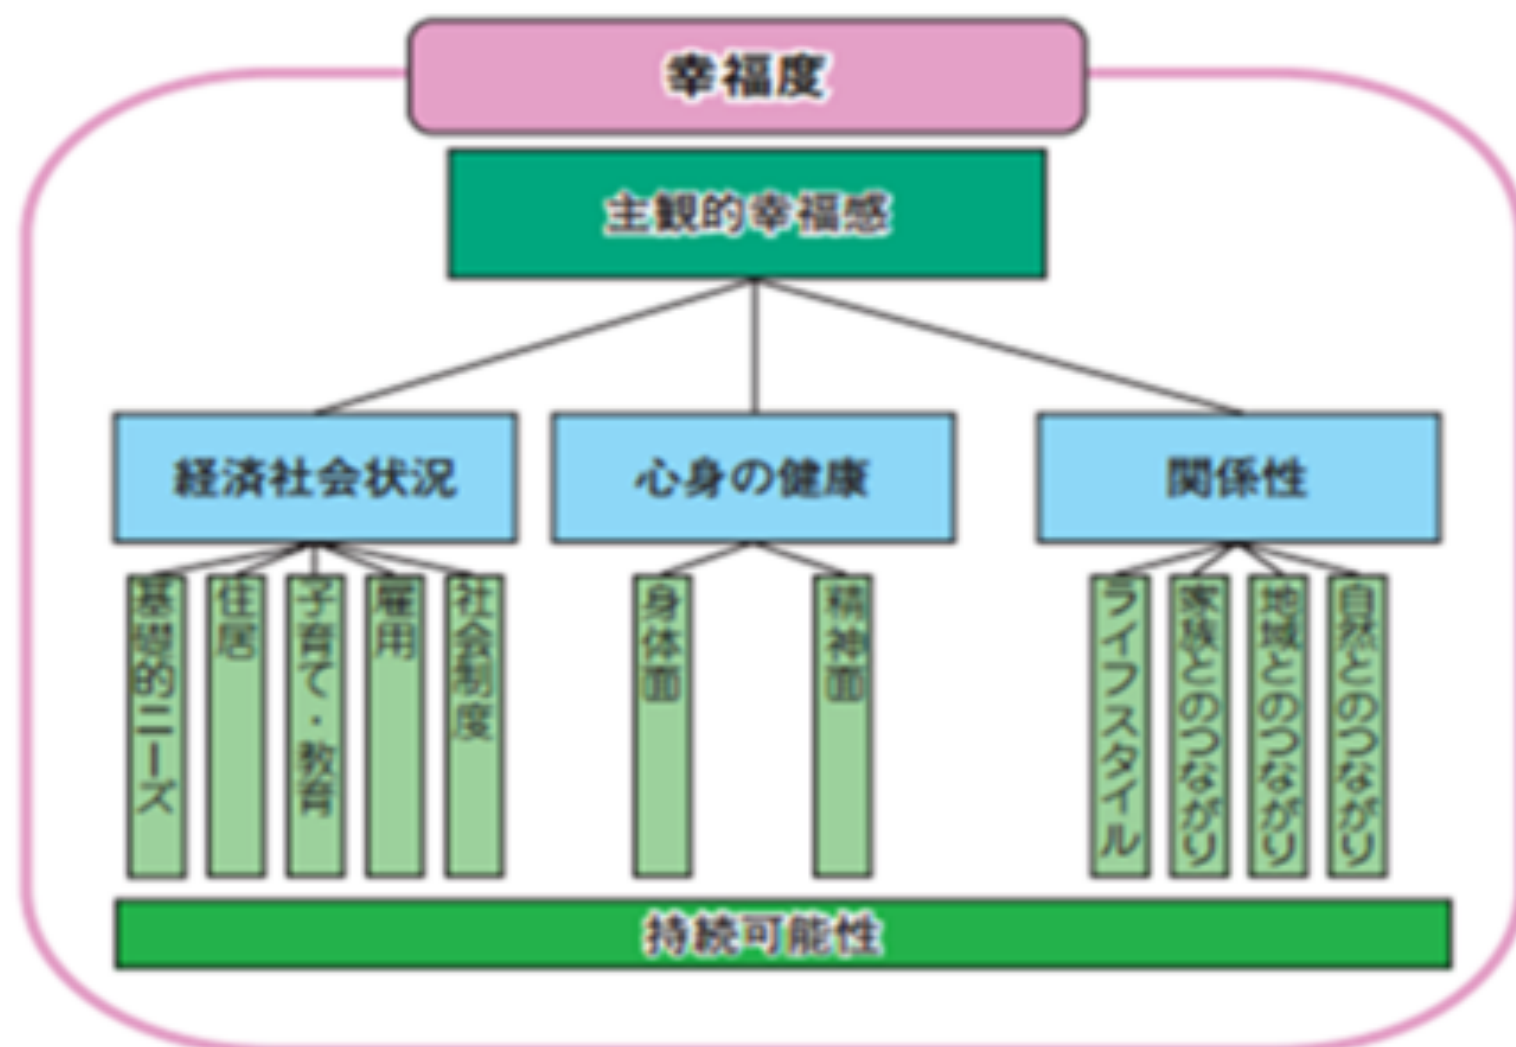 幸福度
主観的幸福感
経済社会状況
心身の健康
関係性
基礎的ニーズ
住居
子育て・教育
雇用
社会制度
身体面
精神面
ライフスタイル
家族とのつながり
地域とのつながり
自然とのつながり
持続可能性